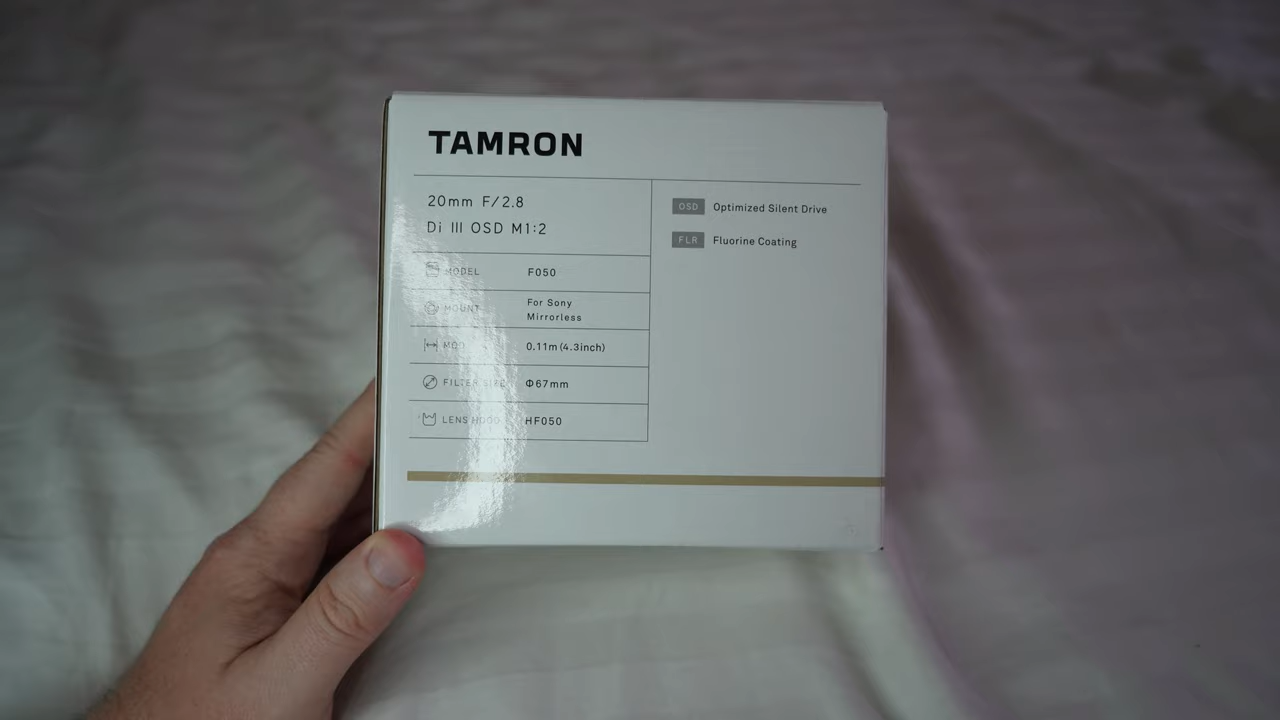 TAMRON
20mm F/2.8
Di III OSD M1:2
MODEL F050
MOUNT For Sony
Mirrorless
MOD 0.11m (4.3inch)
FILTER SIZE Φ67mm
LENS HOOD HF050
OSD Optimized Silent Drive
FLR Fluorine Coating